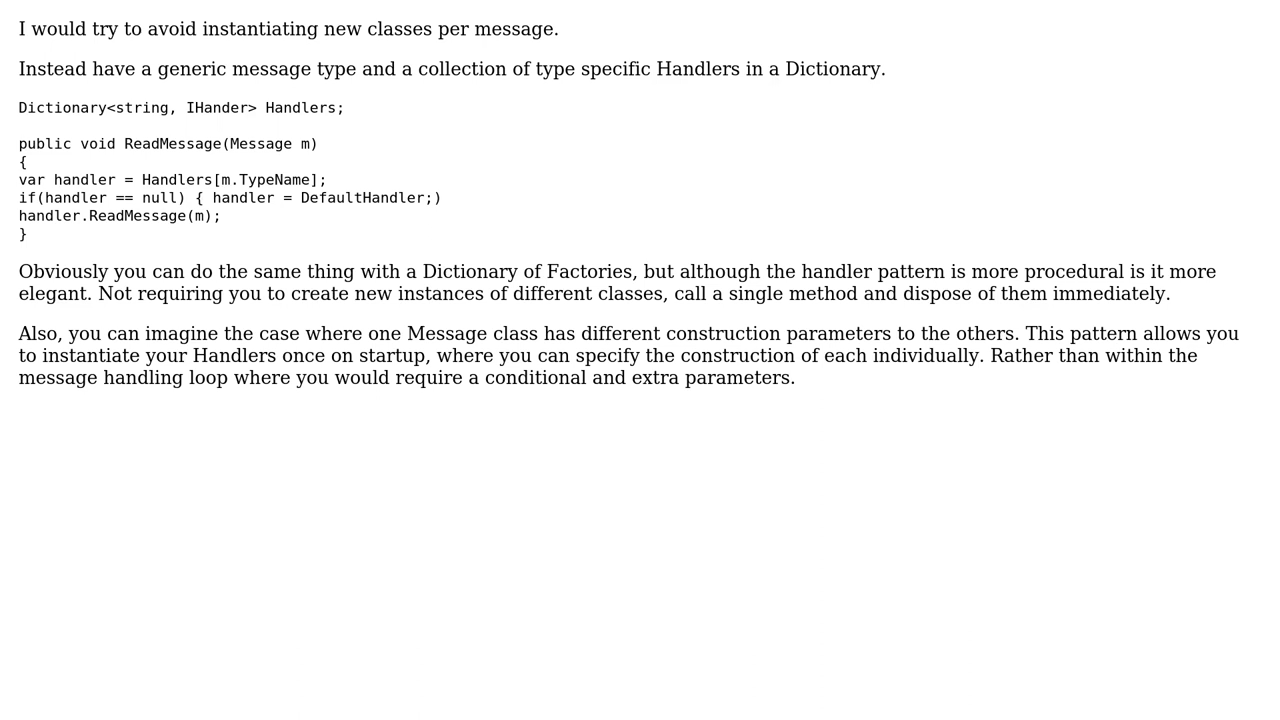 I would try to avoid instantiating new classes per message.
Instead have a generic message type and a collection of type specific Handlers in a Dictionary.
Dictionary<string, IHander> Handlers;
public void ReadMessage(Message m)
{
var handler = Handlers[m.TypeName];
if(handler == null) { handler = DefaultHandler;)
handler.ReadMessage(m);
}
Obviously you can do the same thing with a Dictionary of Factories, but although the handler pattern is more procedural is it more
elegant. Not requiring you to create new instances of different classes, call a single method and dispose of them immediately.
Also, you can imagine the case where one Message class has different construction parameters to the others. This pattern allows you
to instantiate your Handlers once on startup, where you can specify the construction of each individually. Rather than within the
message handling loop where you would require a conditional and extra parameters.